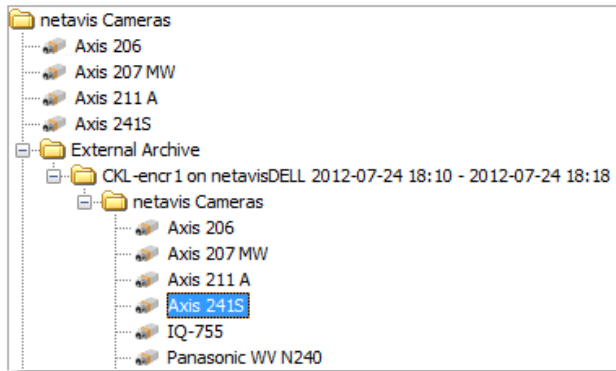 netavis Cameras
Axis 206
Axis 207 MW
Axis 211 A
Axis 241S
External Archive
CKL-encr1 on netavisDELL 2012-07-24 18:10 - 2012-07-24 18:18
netavis Cameras
Axis 206
Axis 207 MW
Axis 211 A
Axis 241S
IQ-755
Panasonic WV N240